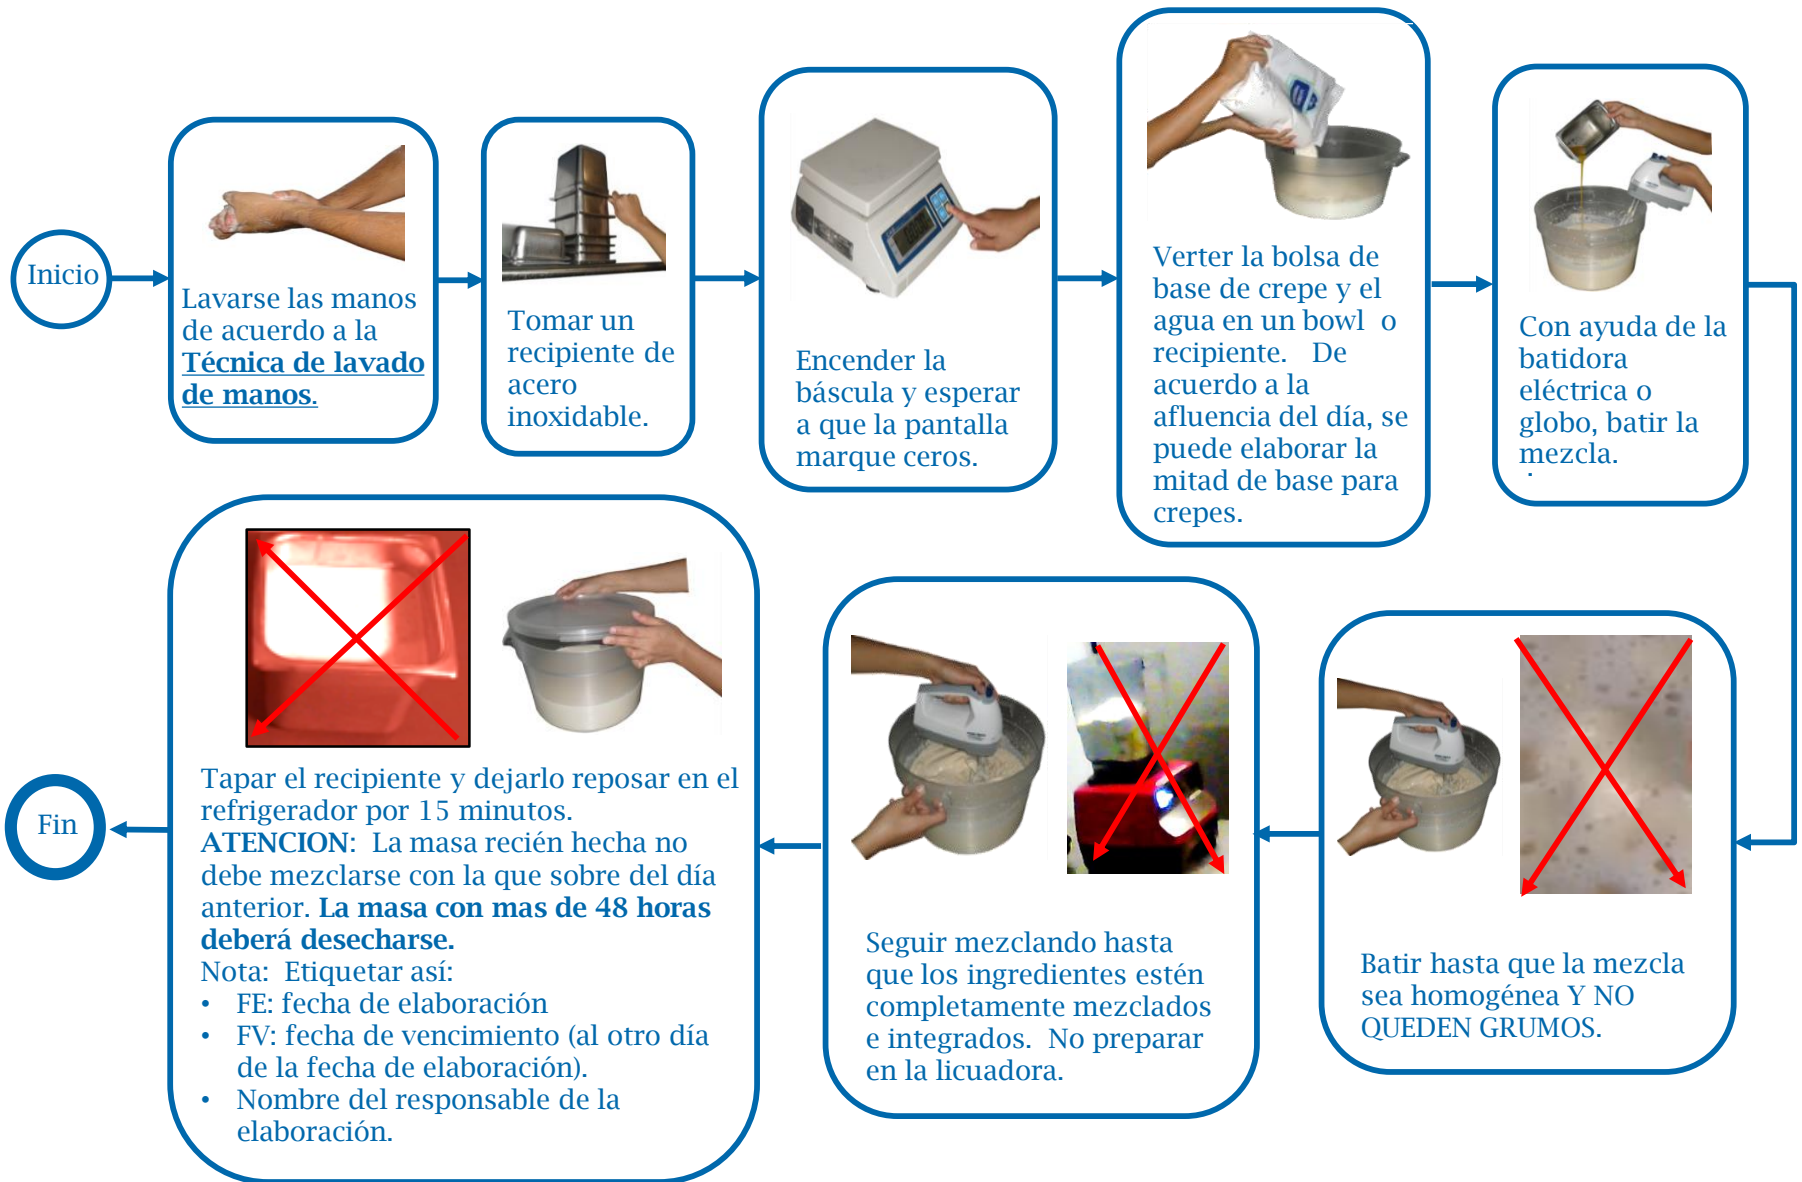 Inicio
Lavarse las manos
de acuerdo a la
Técnica de lavado
de manos.
Tomar un
recipiente de
acero
inoxidable.
Encender la
báscula y esperar
a que la pantalla
marque ceros.
Verter la bolsa de
base de crepe y el
agua en un bowl o
recipiente. De
acuerdo a la
afluencia del día, se
puede elaborar la
mitad de base para
crepes.
Con ayuda de la
batidora
eléctrica o
globo, batir la
mezcla.
.
Batir hasta que la mezcla
sea homogénea Y NO
QUEDEN GRUMOS.
Seguir mezclando hasta
que los ingredientes estén
completamente mezclados
e integrados. No preparar
en la licuadora.
Tapar el recipiente y dejarlo reposar en el
refrigerador por 15 minutos.
ATENCION: La masa recién hecha no
debe mezclarse con la que sobre del día
anterior. La masa con mas de 48 horas
deberá desecharse.
Nota: Etiquetar así:
• FE: fecha de elaboración
• FV: fecha de vencimiento (al otro día
de la fecha de elaboración).
• Nombre del responsable de la
elaboración.
Fin